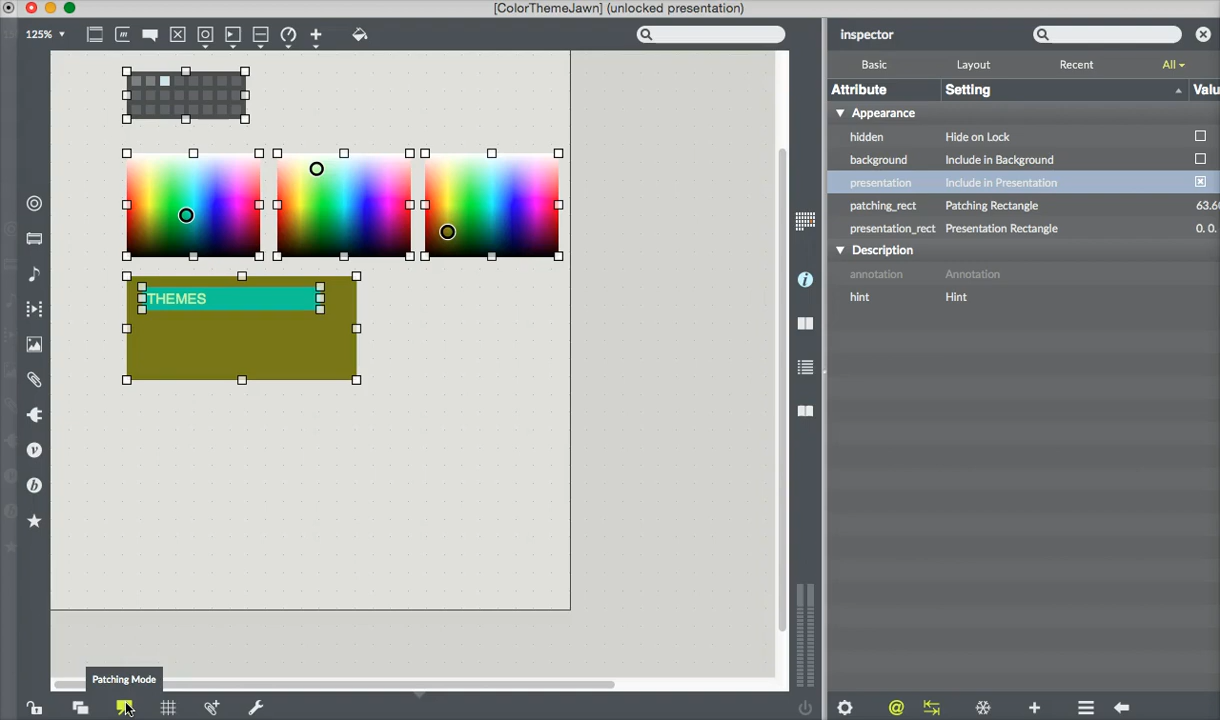 [ColorThemeJawn] (unlocked presentation)
125%
inspector
Basic
Layout
Recent
All
Attribute
Setting
Valu
Appearance
hidden
Hide on Lock
background
Include in Background
presentation
Include in Presentation
patching_rect
Patching Rectangle
63.60
presentation_rect
Presentation Rectangle
0. 0.
Description
annotation
Annotation
hint
Hint
THEMES
Patching Mode